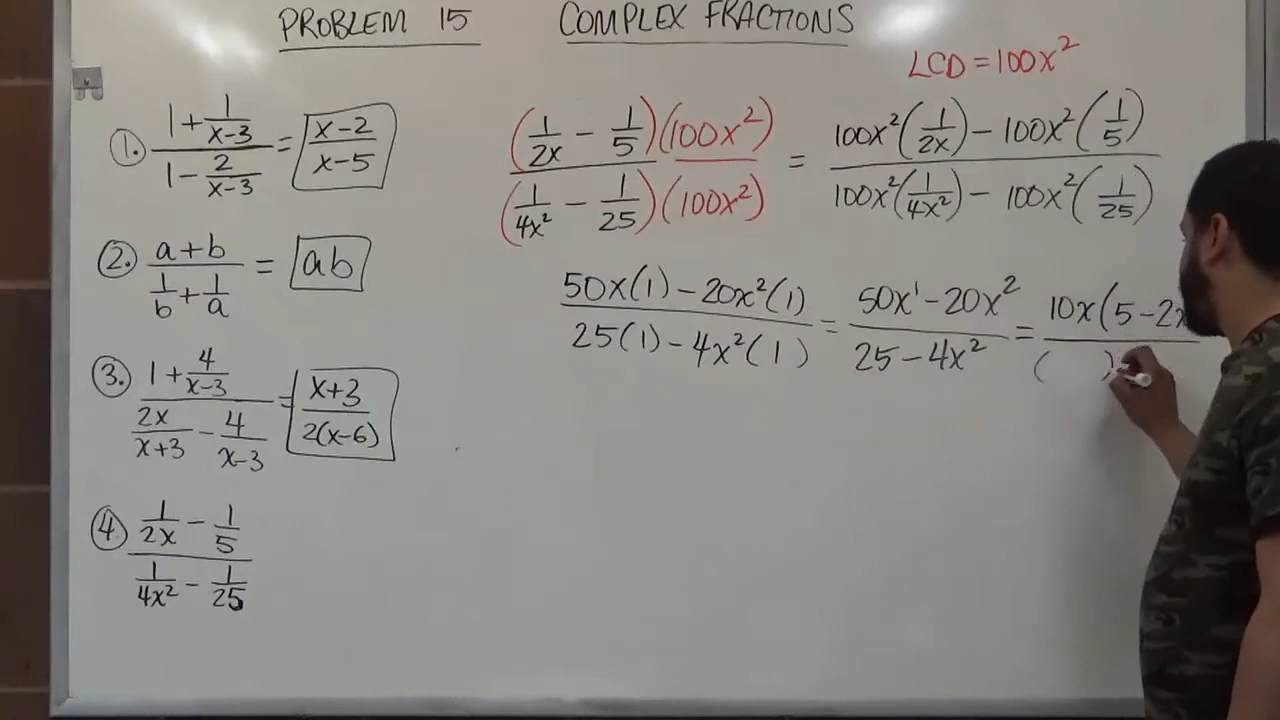 PROBLEM 15 COMPLEX FRACTIONS
LCD = 100x²
1. (1 + 1/(x-3)) / (1 - 2/(x-3)) = (x-2)/(x-5)
((1/2x - 1/5)(100x²)) / ((1/4x² - 1/25)(100x²)) = (100x²(1/2x) - 100x²(1/5)) / (100x²(1/4x²) - 100x²(1/25))
2. (a+b) / (1/b + 1/a) = ab
(50x(1) - 20x²(1)) / (25(1) - 4x²(1)) = (50x¹ - 20x²) / (25 - 4x²) = 10x(5-2x / ( )
3. (1 + 4/(x-3)) / (2x/(x+3) - 4/(x-3)) = (x+3)/(2(x-6))
4. (1/2x - 1/5) / (1/4x² - 1/25)